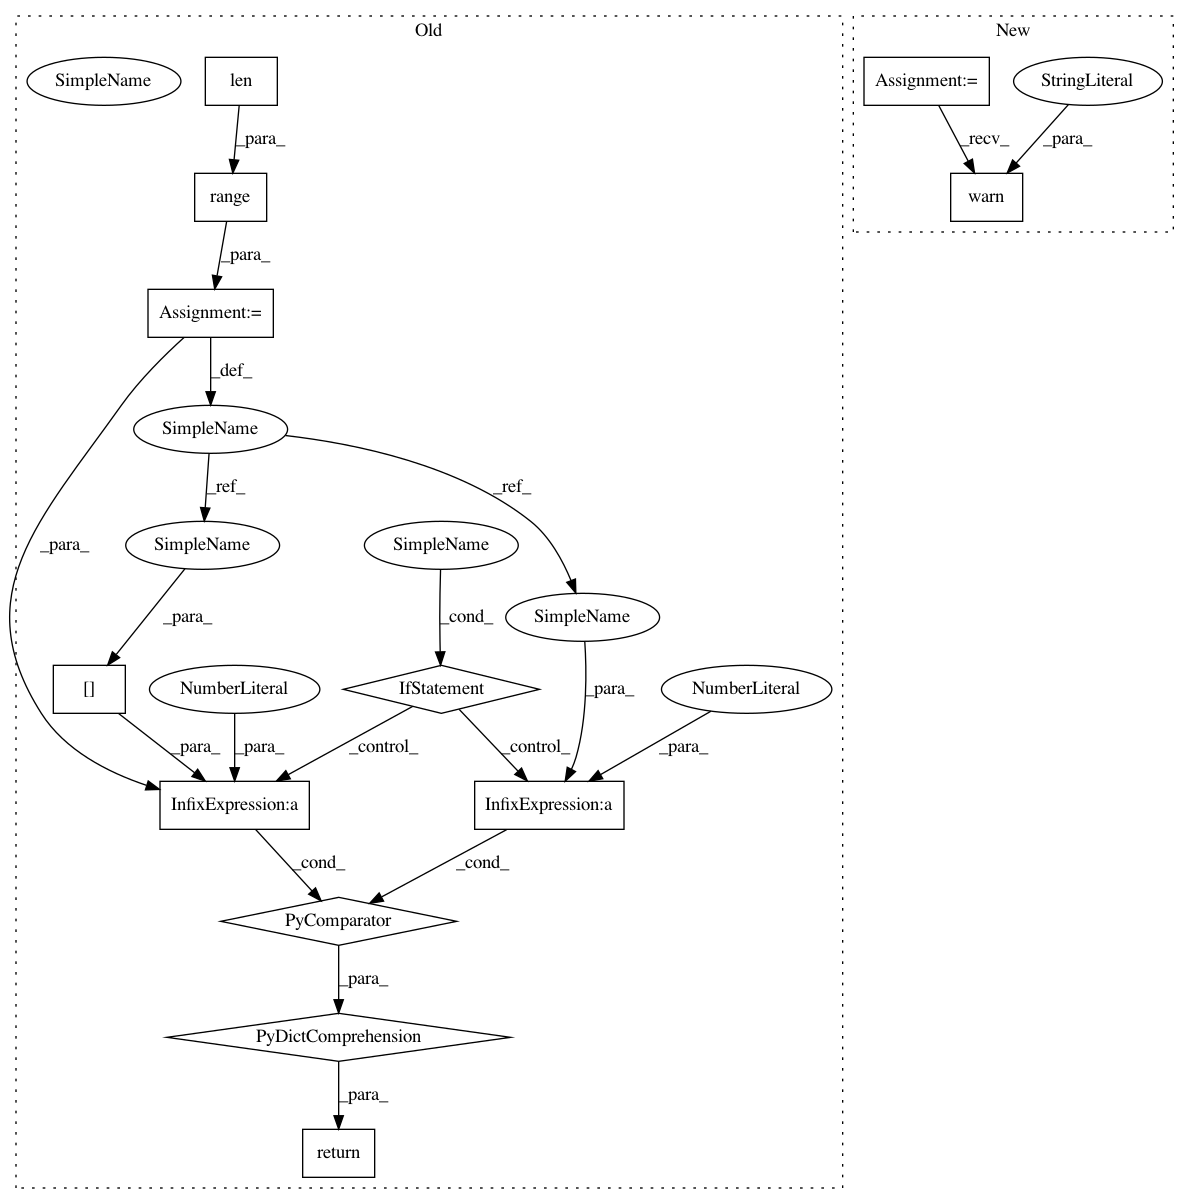 Old
New
SimpleName
len
Assignment:=
StringLiteral
_para_
_recv_
_para_
range
warn
_para_
Assignment:=
_def_
SimpleName
_ref_
_ref_
_para_
SimpleName
SimpleName
_cond_
SimpleName
_para_
[]
NumberLiteral
IfStatement
_para_
NumberLiteral
_para_
_para_
_control_
_control_
_para_
InfixExpression:a
InfixExpression:a
_cond_
_cond_
PyComparator
_para_
PyDictComprehension
_para_
return